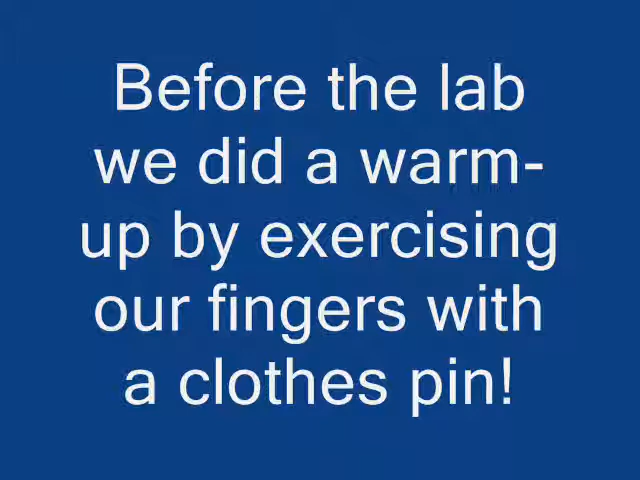 Before the lab
we did a warm-
up by exercising
our fingers with
a clothes pin!